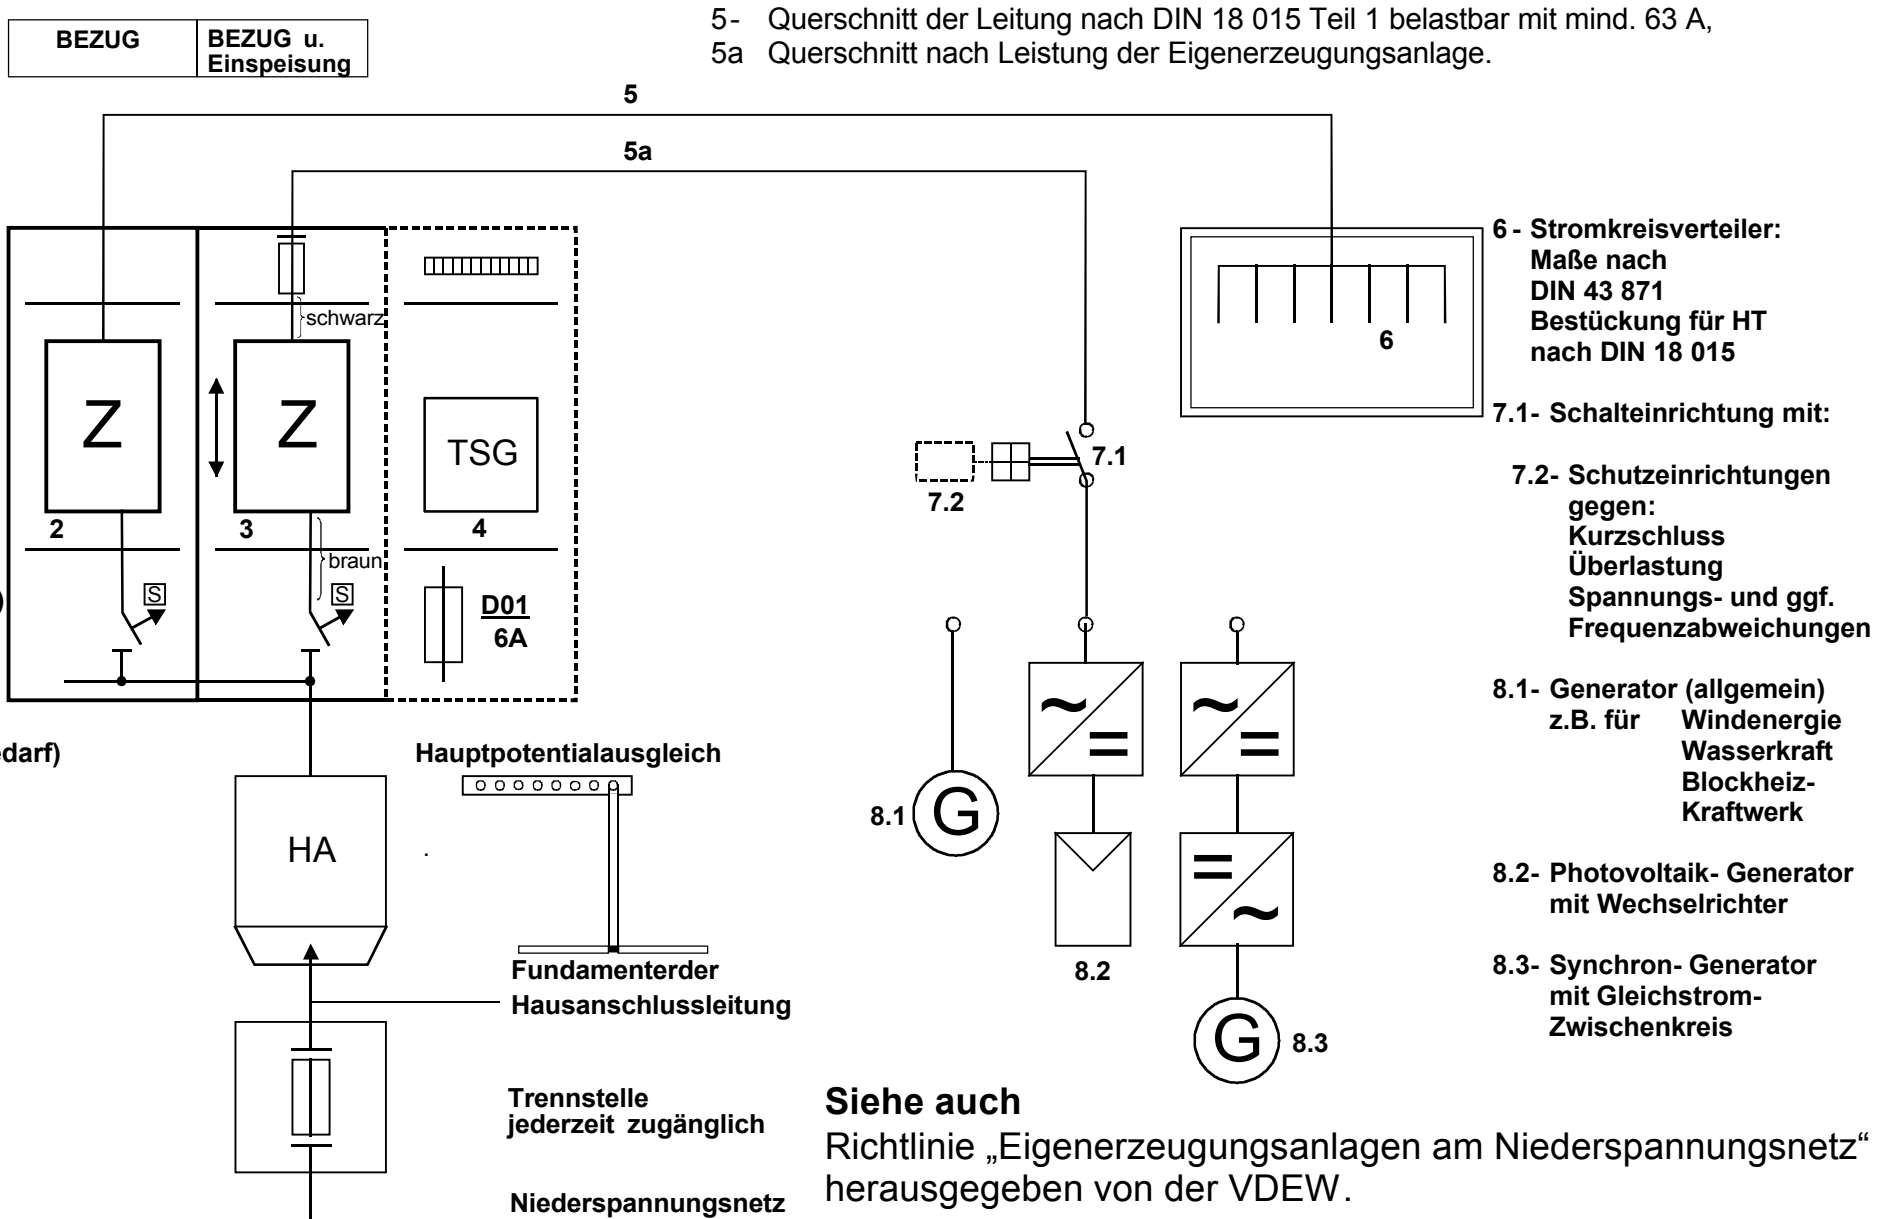 BEZUG
BEZUG u.
Einspeisung
5- Querschnitt der Leitung nach DIN 18 015 Teil 1 belastbar mit mind. 63 A,
5a Querschnitt nach Leistung der Eigenerzeugungsanlage.
5
5a
schwarz
Z
Z
TSG
2
3
4
braun
S
S
)
D01
6A
6
7.1
7.2
6 - Stromkreisverteiler:
Maße nach
DIN 43 871
Bestückung für HT
nach DIN 18 015
7.1- Schalteinrichtung mit:
7.2- Schutzeinrichtungen
gegen:
Kurzschluss
Überlastung
Spannungs- und ggf.
Frequenzabweichungen
8.1- Generator (allgemein)
z.B. für Windenergie
Wasserkraft
Blockheiz-
Kraftwerk
8.2- Photovoltaik- Generator
mit Wechselrichter
8.3- Synchron- Generator
mit Gleichstrom-
Zwischenkreis
edarf)
Hauptpotentialausgleich
HA
~
=
~
=
8.1
G
=
~
8.2
G
8.3
Fundamenterder
Hausanschlussleitung
Trennstelle
jederzeit zugänglich
Niederspannungsnetz
Siehe auch
Richtlinie „Eigenerzeugungsanlagen am Niederspannungsnetz“
herausgegeben von der VDEW.